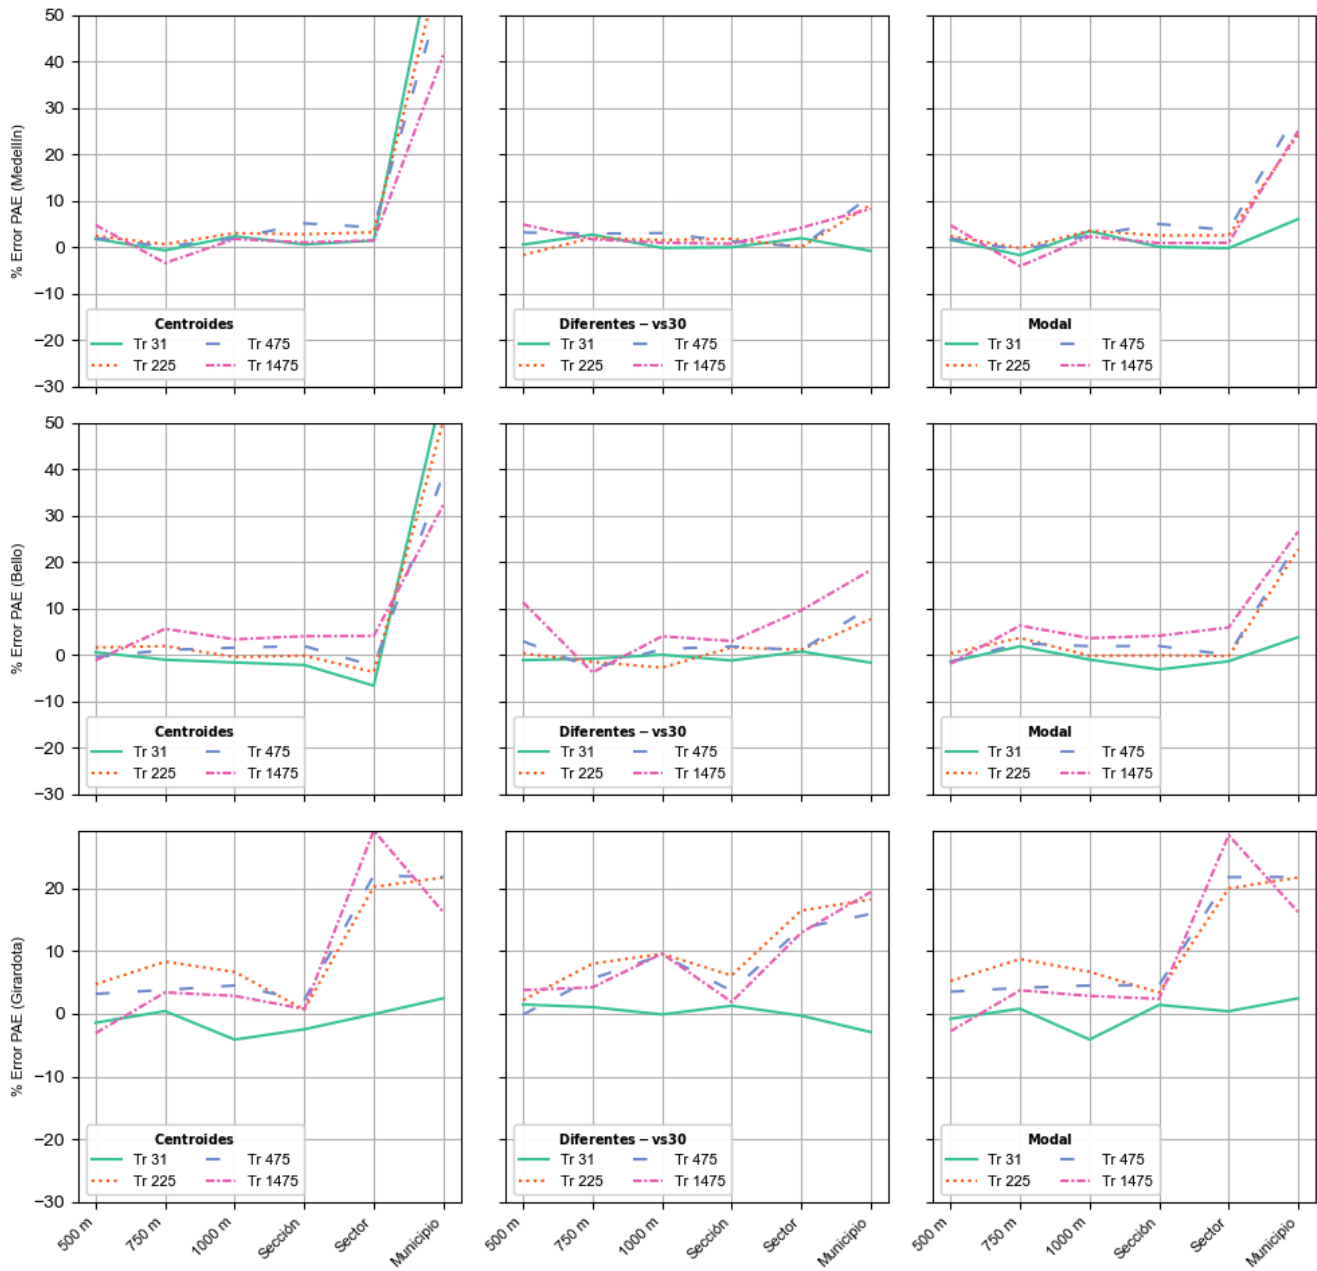 50
40
30
20
10
0
−10
−20
−30
% Error PAE (Medellín)
Centroides
Tr 31 Tr 475
Tr 225 Tr 1475
Diferentes − vs30
Tr 31 Tr 475
Tr 225 Tr 1475
Modal
Tr 31 Tr 475
Tr 225 Tr 1475
50
40
30
20
10
0
−10
−20
−30
% Error PAE (Bello)
Centroides
Tr 31 Tr 475
Tr 225 Tr 1475
Diferentes − vs30
Tr 31 Tr 475
Tr 225 Tr 1475
Modal
Tr 31 Tr 475
Tr 225 Tr 1475
20
10
0
−10
−20
−30
% Error PAE (Girardota)
Centroides
Tr 31 Tr 475
Tr 225 Tr 1475
Diferentes − vs30
Tr 31 Tr 475
Tr 225 Tr 1475
Modal
Tr 31 Tr 475
Tr 225 Tr 1475
500 m 750 m 1000 m Sección Sector Municipio
500 m 750 m 1000 m Sección Sector Municipio
500 m 750 m 1000 m Sección Sector Municipio